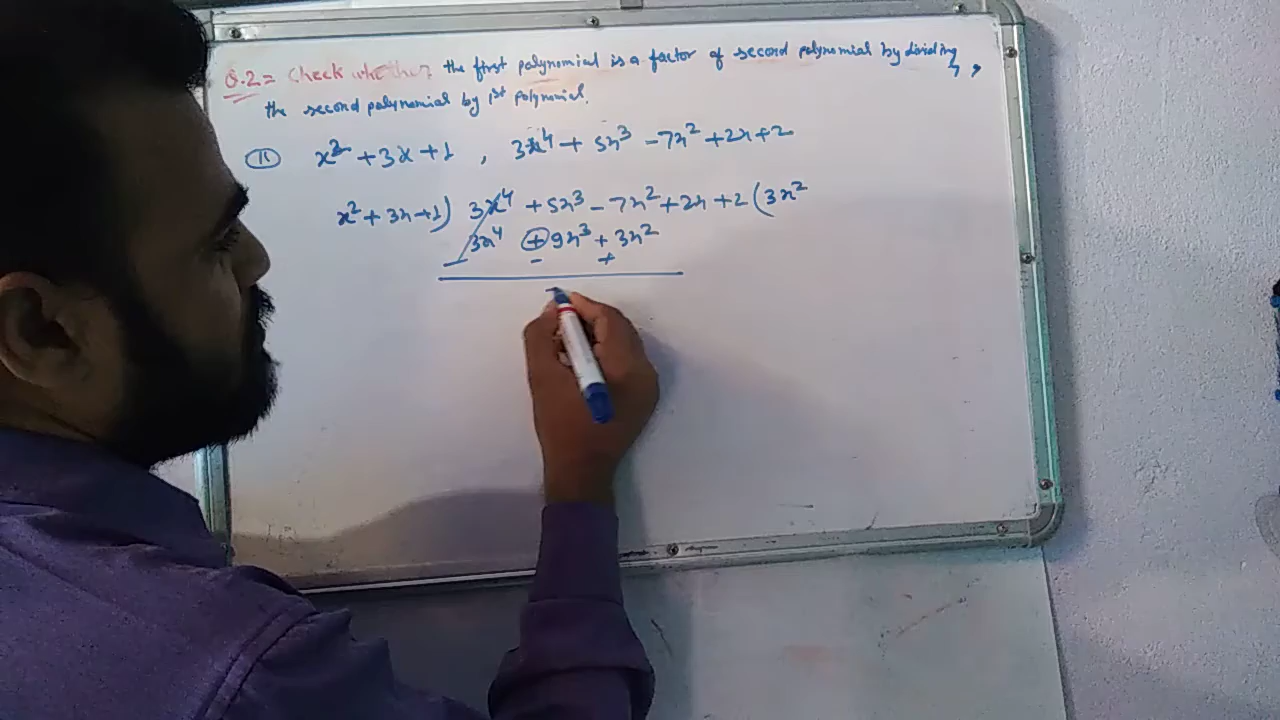 Q.2 = Check whether the first polynomial is a factor of second polynomial by dividing,
the second polynomial by 1st polynomial.
(ii) x² + 3x + 1 , 3x⁴ + 5x³ - 7x² + 2x + 2
x² + 3x + 1) 3x⁴ + 5x³ - 7x² + 2x + 2 (3x²
3x⁴ + 9x³ + 3x²
- - +